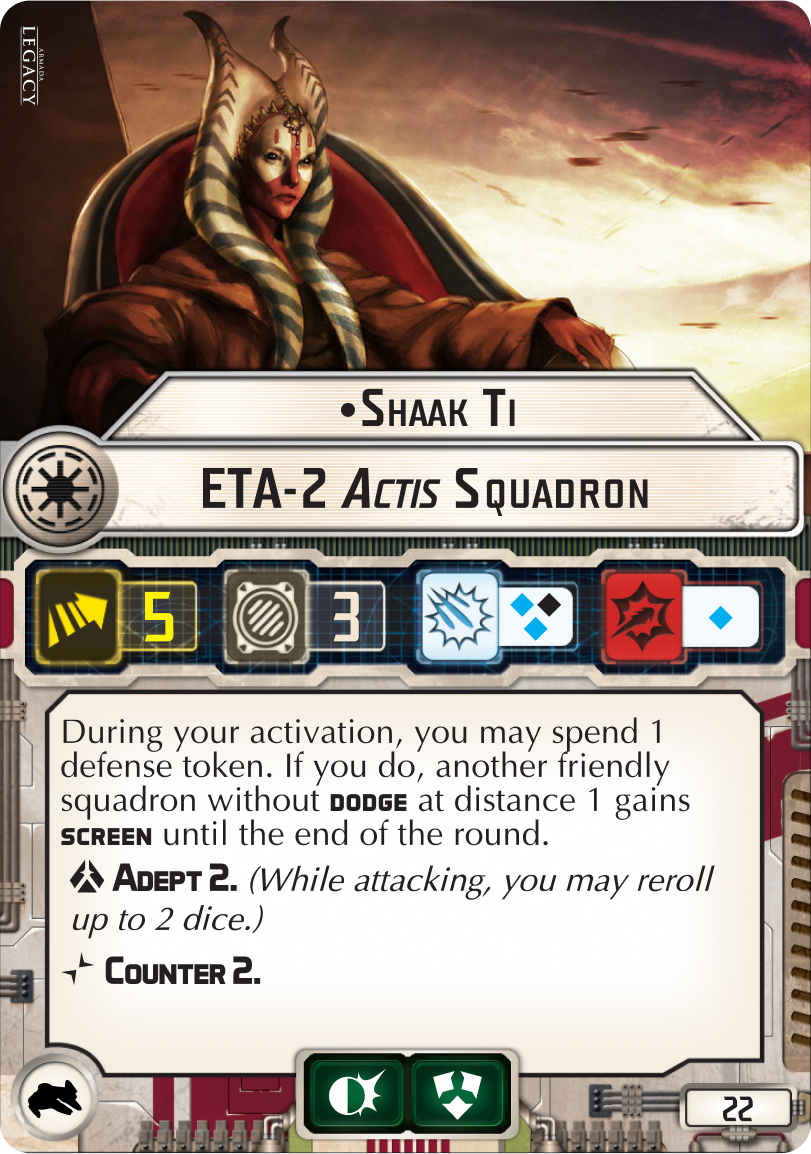 ARMADA
LEGACY
•Shaak Ti
ETA-2 Actis Squadron
5
3
During your activation, you may spend 1
defense token. If you do, another friendly
squadron without DODGE at distance 1 gains
SCREEN until the end of the round.
Adept 2. (While attacking, you may reroll
up to 2 dice.)
Counter 2.
22